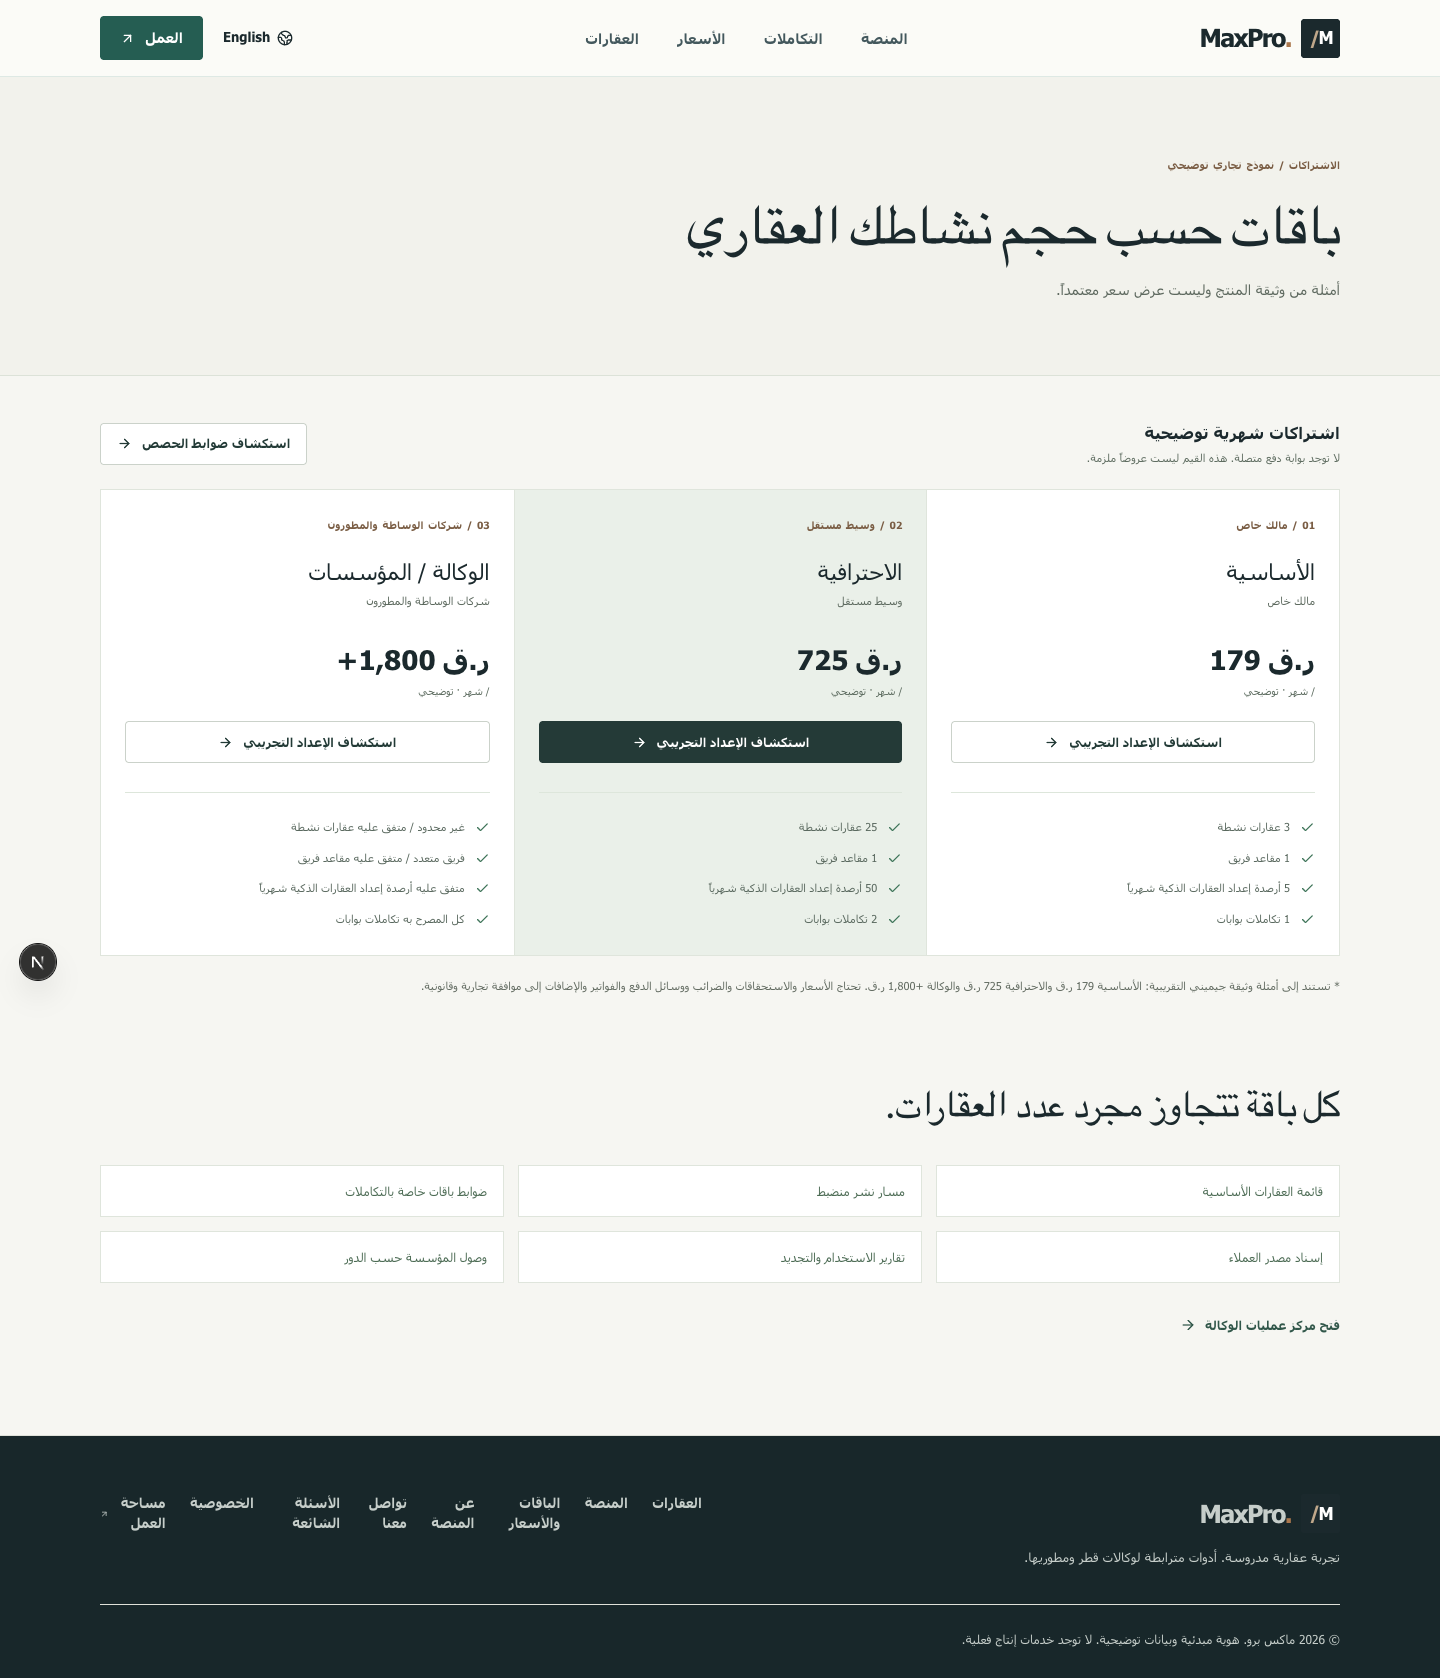 M/ MaxPro.
المنصة
التكاملات
الأسعار
العقارات
English
العمل
الاشتراكات / نموذج تجاري توضيحي
باقات حسب حجم نشاطك العقاري
أمثلة من وثيقة المنتج وليست عرض سعر معتمداً.
اشتراكات شهرية توضيحية
لا توجد بوابة دفع متصلة. هذه القيم ليست عروضاً ملزمة.
استكشاف ضوابط الحصص
01 / مالك خاص
الأساسية
مالك خاص
ر.ق 179
/ شهر · توضيحي
استكشاف الإعداد التجريبي
3 عقارات نشطة
1 مقاعد فريق
5 أرصدة إعداد العقارات الذكية شهرياً
1 تكاملات بوابات
02 / وسيط مستقل
الاحترافية
وسيط مستقل
ر.ق 725
/ شهر · توضيحي
استكشاف الإعداد التجريبي
25 عقارات نشطة
1 مقاعد فريق
50 أرصدة إعداد العقارات الذكية شهرياً
2 تكاملات بوابات
03 / شركات الوساطة والمطورون
الوكالة / المؤسسات
شركات الوساطة والمطورون
ر.ق 1,800+
/ شهر · توضيحي
استكشاف الإعداد التجريبي
غير محدود / متفق عليه عقارات نشطة
فريق متعدد / متفق عليه مقاعد فريق
متفق عليه أرصدة إعداد العقارات الذكية شهرياً
كل المصرح به تكاملات بوابات
* تستند إلى أمثلة وثيقة جيميني التقريبية: الأساسية 179 ر.ق والاحترافية 725 ر.ق والوكالة +1,800 ر.ق. تحتاج الأسعار والاستحقاقات والضرائب ووسائل الدفع والفواتير والإضافات إلى موافقة تجارية وقانونية.
كل باقة تتجاوز مجرد عدد العقارات.
قائمة العقارات الأساسية
مسار نشر منضبط
ضوابط باقات خاصة بالتكاملات
إسناد مصدر العملاء
تقارير الاستخدام والتجديد
وصول المؤسسة حسب الدور
فتح مركز عمليات الوكالة
N
M/ MaxPro.
تجربة عقارية مدروسة. أدوات مترابطة لوكالات قطر ومطوريها.
العقارات
المنصة
الباقات والأسعار
عن المنصة
تواصل معنا
الأسئلة الشائعة
الخصوصية
مساحة العمل
© 2026 ماكس برو. هوية مبدئية وبيانات توضيحية. لا توجد خدمات إنتاج فعلية.